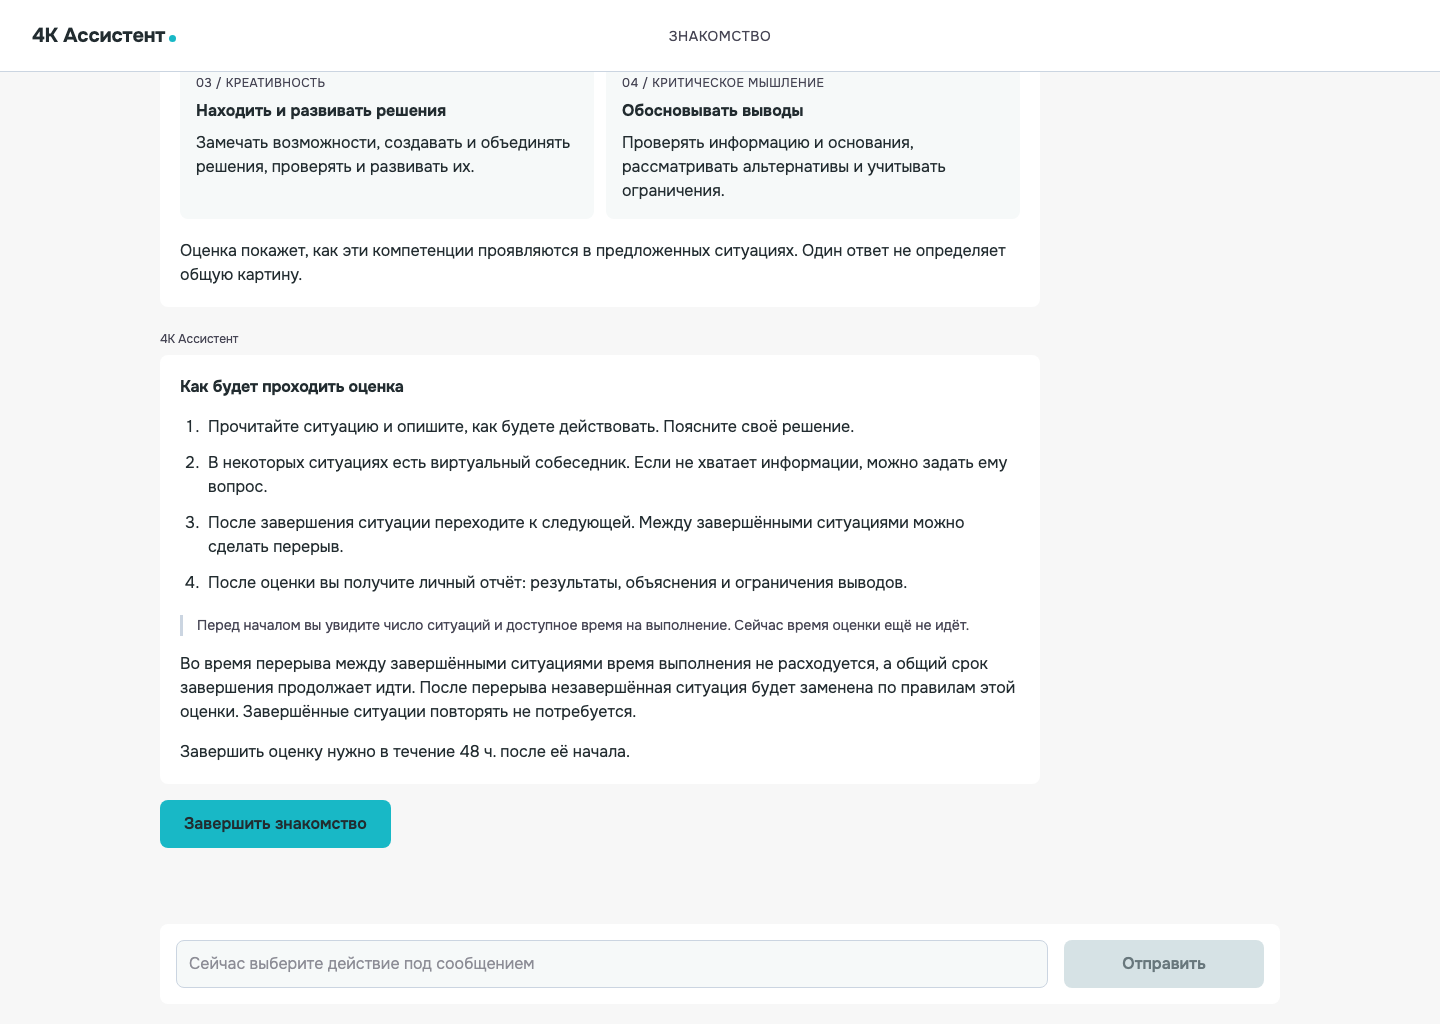 4K Ассистент
ЗНАКОМСТВО
03 / КРЕАТИВНОСТЬ
Находить и развивать решения
Замечать возможности, создавать и объединять
решения, проверять и развивать их.
04 / КРИТИЧЕСКОЕ МЫШЛЕНИЕ
Обосновывать выводы
Проверять информацию и основания,
рассматривать альтернативы и учитывать
ограничения.
Оценка покажет, как эти компетенции проявляются в предложенных ситуациях. Один ответ не определяет
общую картину.
4K Ассистент
Как будет проходить оценка
1. Прочитайте ситуацию и опишите, как будете действовать. Поясните своё решение.
2. В некоторых ситуациях есть виртуальный собеседник. Если не хватает информации, можно задать ему
вопрос.
3. После завершения ситуации переходите к следующей. Между завершёнными ситуациями можно
сделать перерыв.
4. После оценки вы получите личный отчёт: результаты, объяснения и ограничения выводов.
Перед началом вы увидите число ситуаций и доступное время на выполнение. Сейчас время оценки ещё не идёт.
Во время перерыва между завершёнными ситуациями время выполнения не расходуется, а общий срок
завершения продолжает идти. После перерыва незавершённая ситуация будет заменена по правилам этой
оценки. Завершённые ситуации повторять не потребуется.
Завершить оценку нужно в течение 48 ч. после её начала.
Завершить знакомство
Сейчас выберите действие под сообщением
Отправить